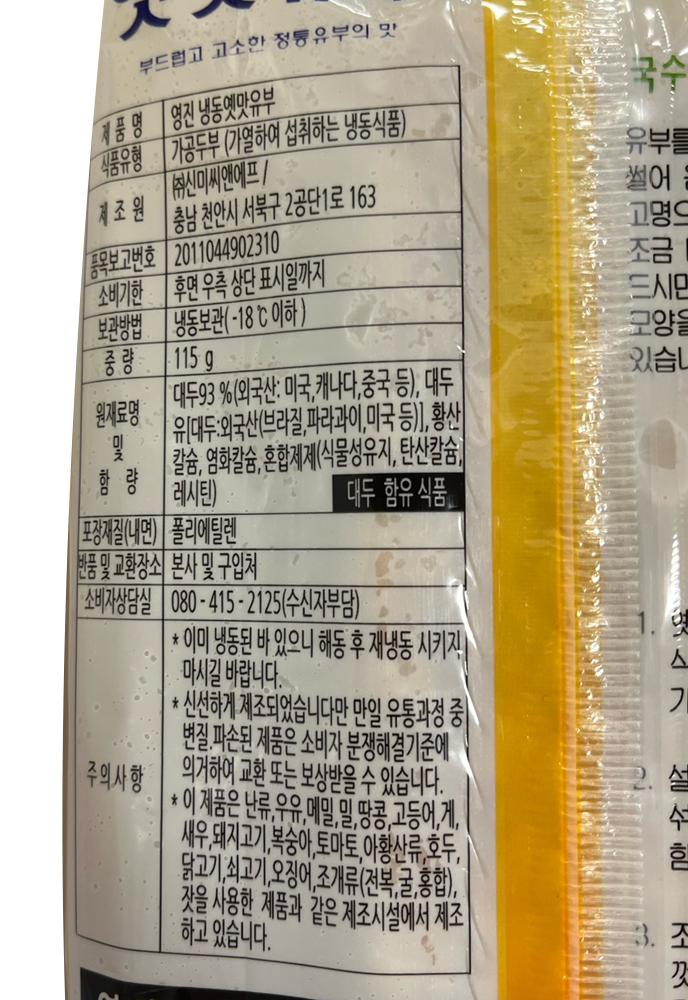 부드럽고 고소한 정통유부의 맛
제 품 명 영진 냉동옛맛유부
식품유형 가공두부 (가열하여 섭취하는 냉동식품)
제 조 원 ㈜신미씨앤에프 /
충남 천안시 서북구 2공단1로 163
품목보고번호 2011044902310
소비기한 후면 우측 상단 표시일까지
보관방법 냉동보관( -18℃ 이하 )
중 량 115 g
원재료명
및
함 량
대두93 %(외국산: 미국,캐나다,중국 등), 대두
유[대두:외국산(브라질,파라과이,미국 등)], 황산
칼슘, 염화칼슘, 혼합제제(식물성유지, 탄산칼슘,
레시틴) 대두 함유 식품
포장재질(내면) 폴리에틸렌
반품 및 교환장소 본사 및 구입처
소비자상담실 080 - 415 - 2125(수신자부담)
주의사항
* 이미 냉동된 바 있으니 해동 후 재냉동 시키지
마시길 바랍니다.
* 신선하게 제조되었습니다만 만일 유통과정 중
변질.파손된 제품은 소비자 분쟁해결기준에
의거하여 교환 또는 보상받을 수 있습니다.
* 이 제품은 난류,우유,메밀,밀,땅콩,고등어,게,
새우,돼지고기,복숭아,토마토,아황산류,호두,
닭고기,쇠고기,오징어,조개류(전복,굴,홍합),
잣을 사용한 제품과 같은 제조시설에서 제조
하고 있습니다.
국수
유부를
썰어
고명으
조금
드시면
모양을
있습니
1.
기
2. 설
섞
함
3. 조
깻